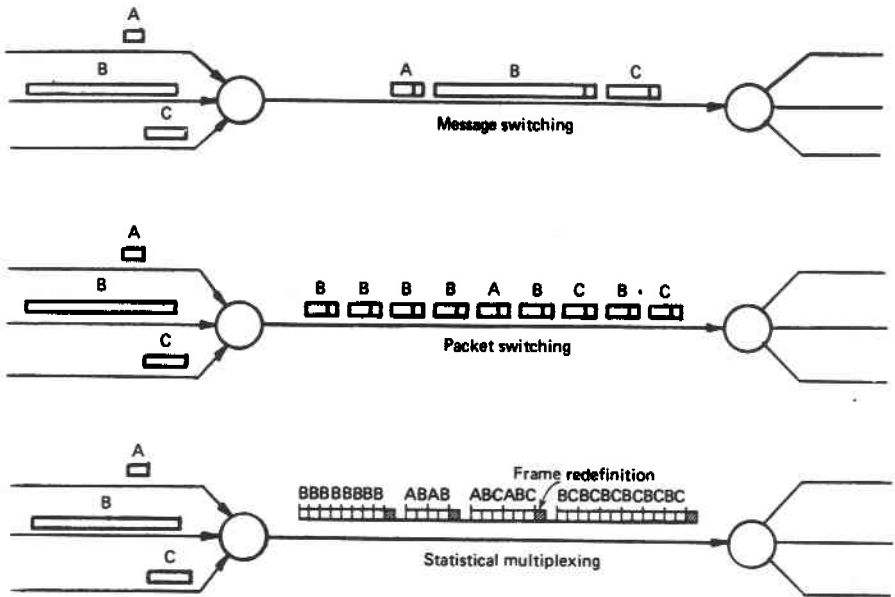 A
B
C
A B C
Message switching
A
B
C
B B B B A B C B C
Packet switching
A
B
C
Frame redefinition
BBBBBBBB ABAB ABCABC BCBCBCBCBCBC
Statistical multiplexing